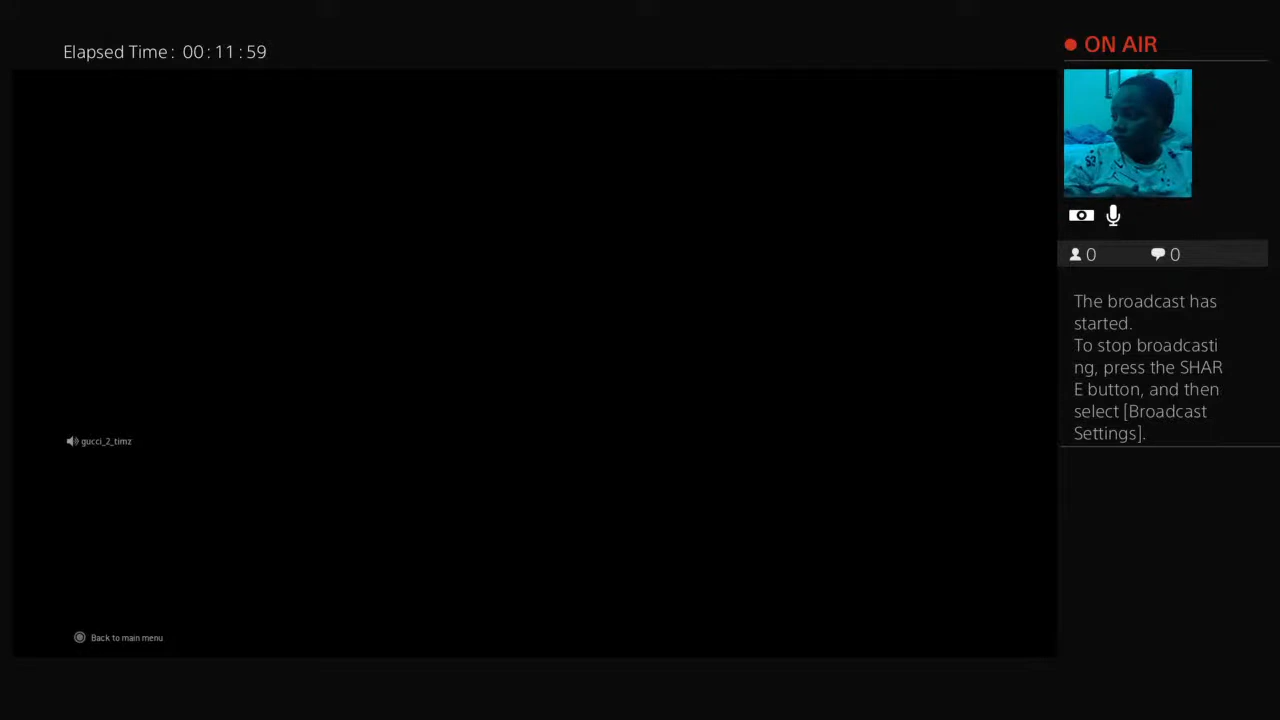 Elapsed Time: 00:11:59
ON AIR
0 0
The broadcast has
started.
To stop broadcasti
ng, press the SHAR
E button, and then
select [Broadcast
Settings].
gucci_2_timz
Back to main menu